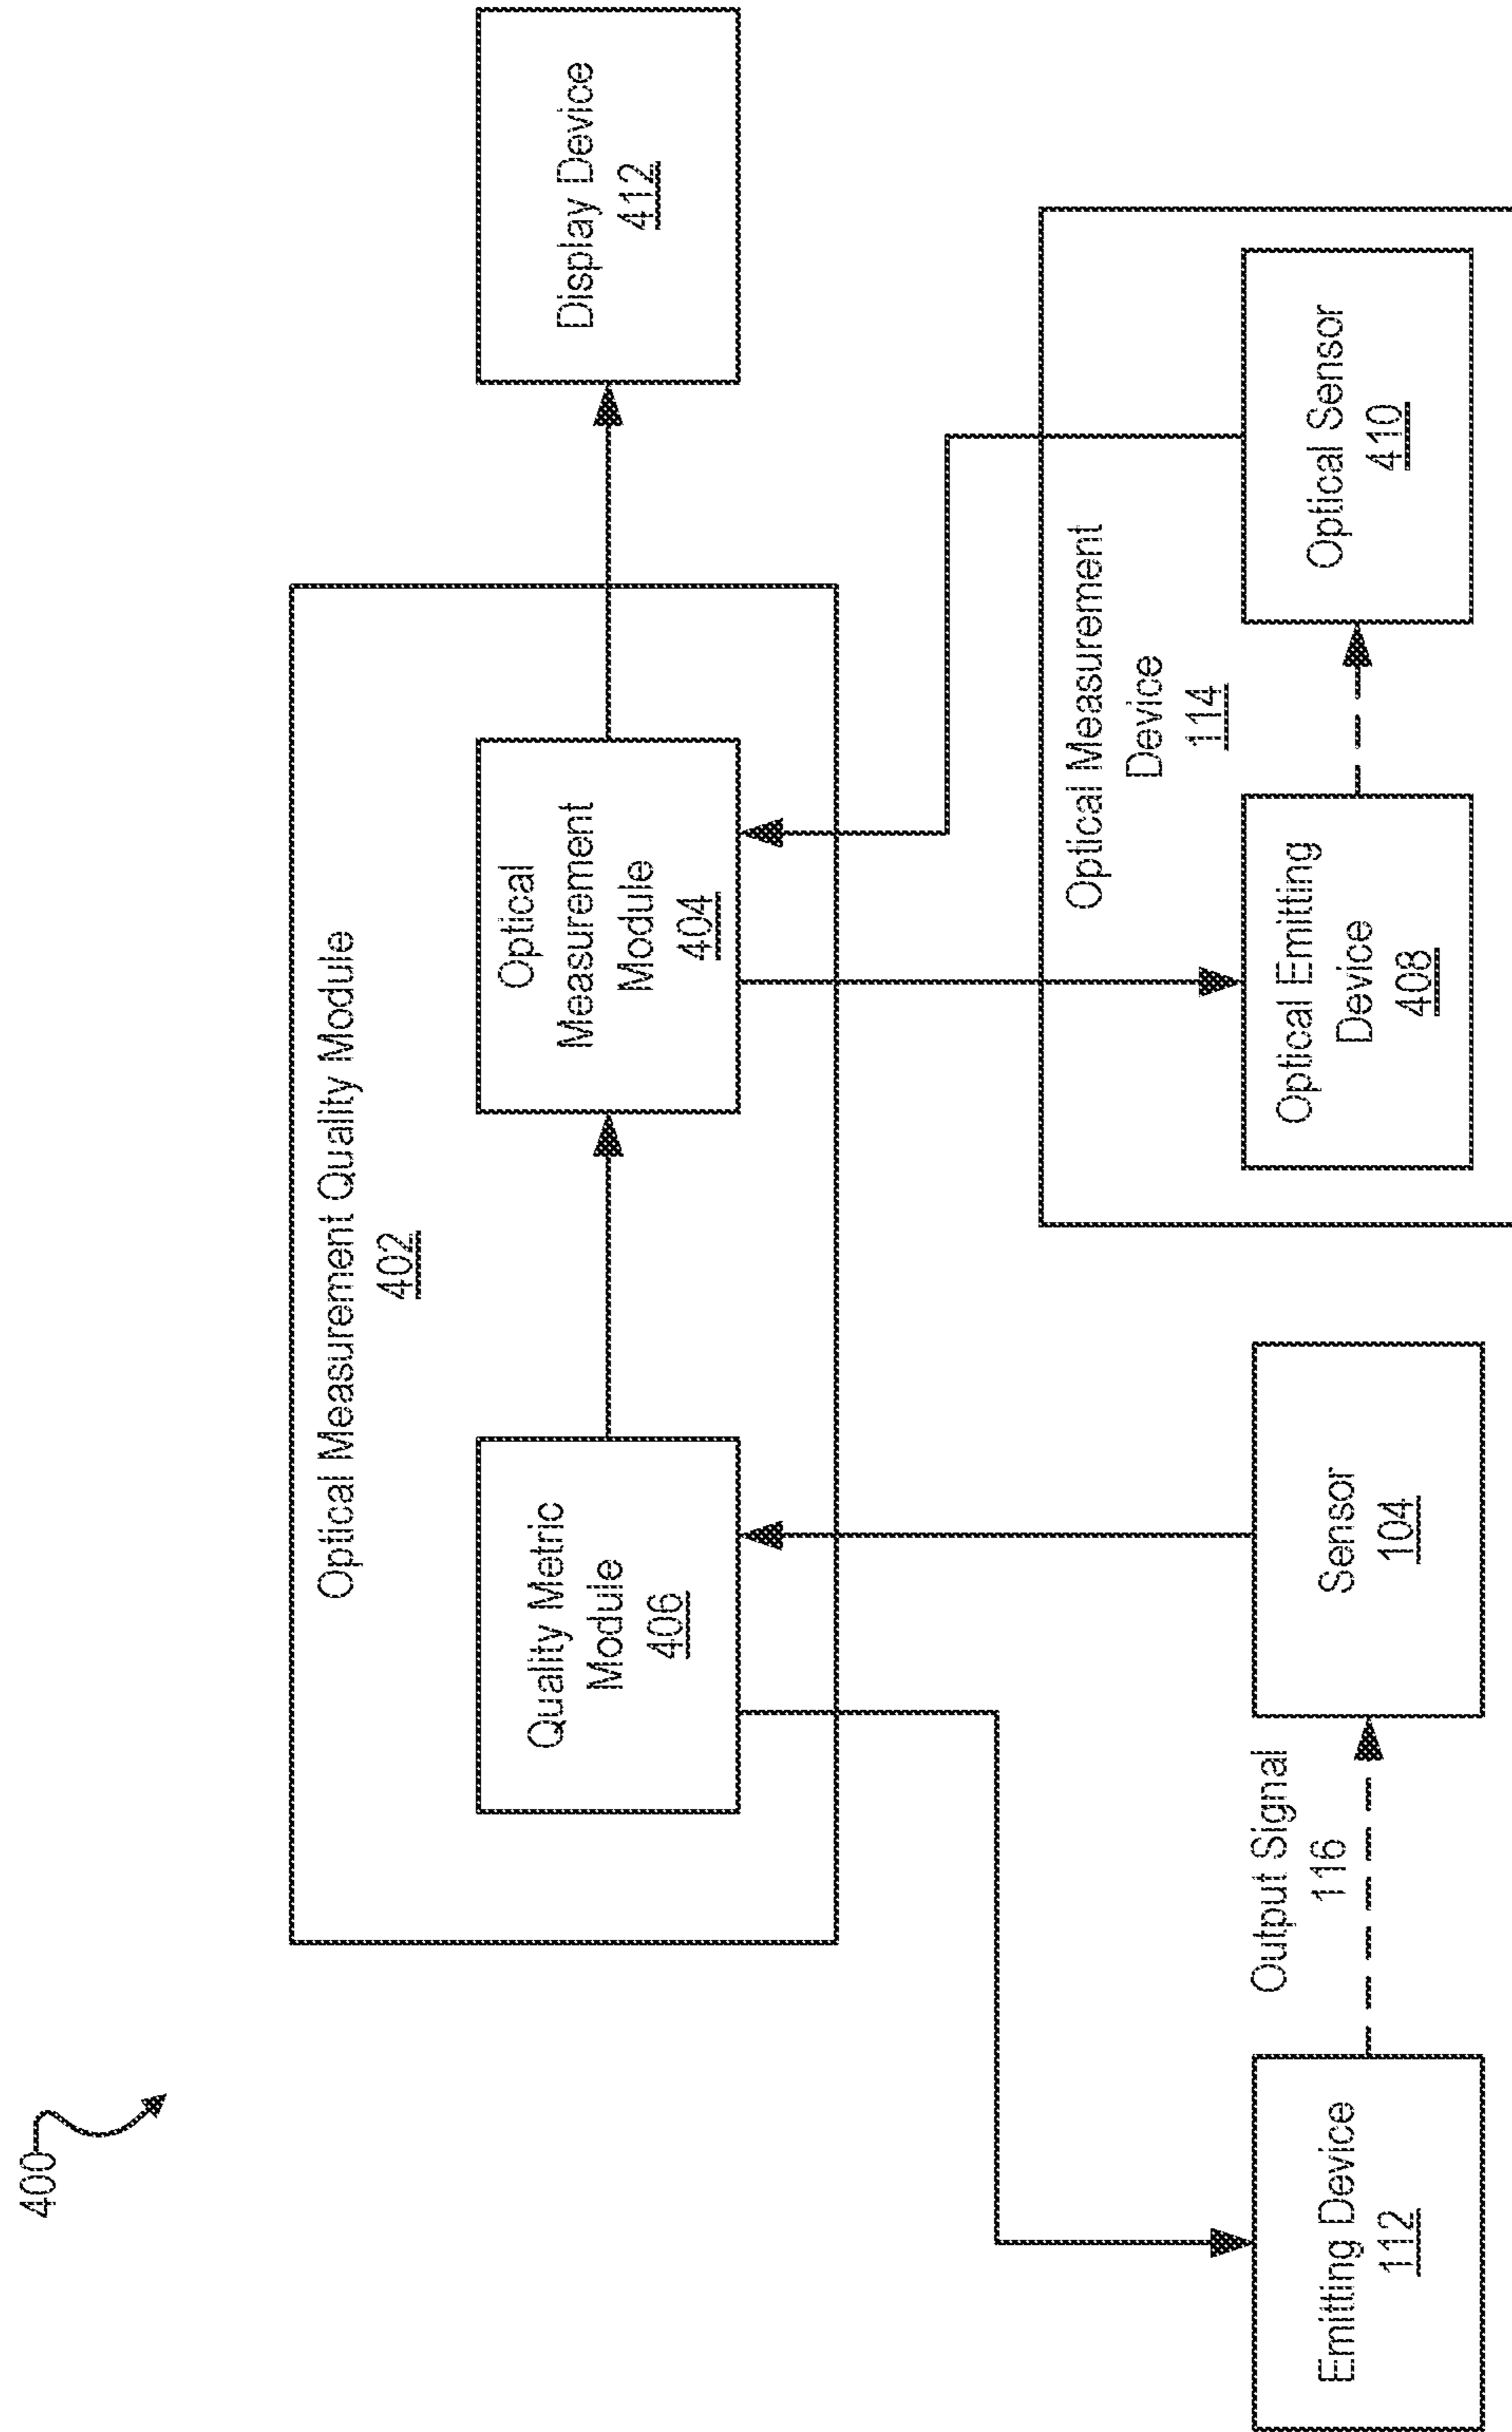 400
Optical Measurement Quality Module
402
Quality Metric
Module
406
Optical
Measurement
Module
404
Display Device
412
Emitting Device
112
Output Signal
116
Sensor
104
Optical Measurement
Device
114
Optical Emitting
Device
408
Optical Sensor
410